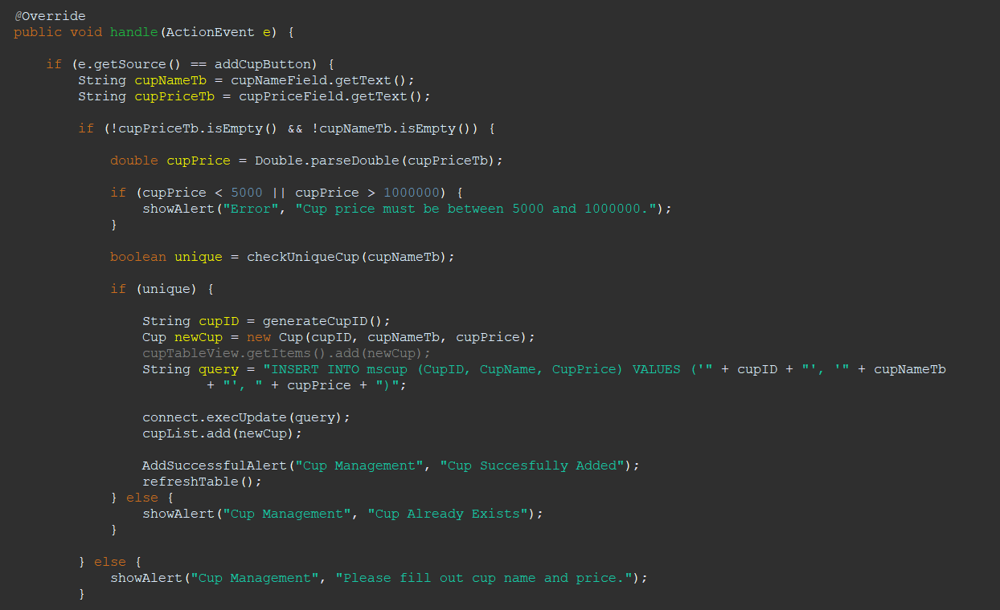 @Override
public void handle(ActionEvent e) {
if (e.getSource() == addCupButton) {
String cupNameTb = cupNameField.getText();
String cupPriceTb = cupPriceField.getText();
if (!cupPriceTb.isEmpty() && !cupNameTb.isEmpty()) {
double cupPrice = Double.parseDouble(cupPriceTb);
if (cupPrice < 5000 || cupPrice > 1000000) {
showAlert("Error", "Cup price must be between 5000 and 1000000.");
}
boolean unique = checkUniqueCup(cupNameTb);
if (unique) {
String cupID = generateCupID();
Cup newCup = new Cup(cupID, cupNameTb, cupPrice);
cupTableView.getItems().add(newCup);
String query = "INSERT INTO mscup (CupID, CupName, CupPrice) VALUES ('" + cupID + "', '" + cupNameTb
+ "', " + cupPrice + ")";
connect.execUpdate(query);
cupList.add(newCup);
AddSuccessfulAlert("Cup Management", "Cup Succesfully Added");
refreshTable();
} else {
showAlert("Cup Management", "Cup Already Exists");
}
} else {
showAlert("Cup Management", "Please fill out cup name and price.");
}